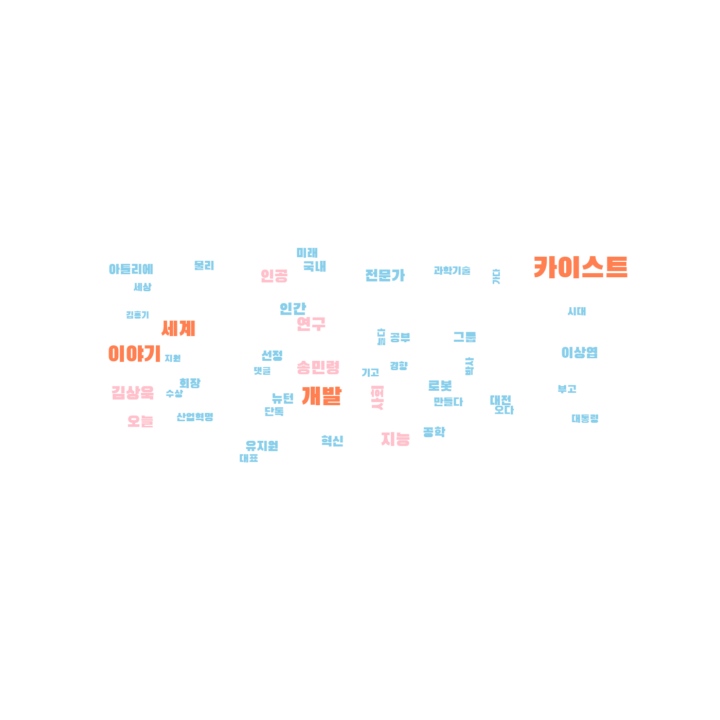 미래
카이스트
국내
물리
아뜰리에
과학기술
인공
전문가
세상
인간
시대
연구
세계
공부
그룹
이상엽
이야기
선정
지원
송민령
경향
댓글
기고
회장
로봇
부고
김상욱
수상
개발
뉴턴
만들다
대전
오다
단독
산업혁명
대통령
오늘
공학
지능
혁신
유지원
대표